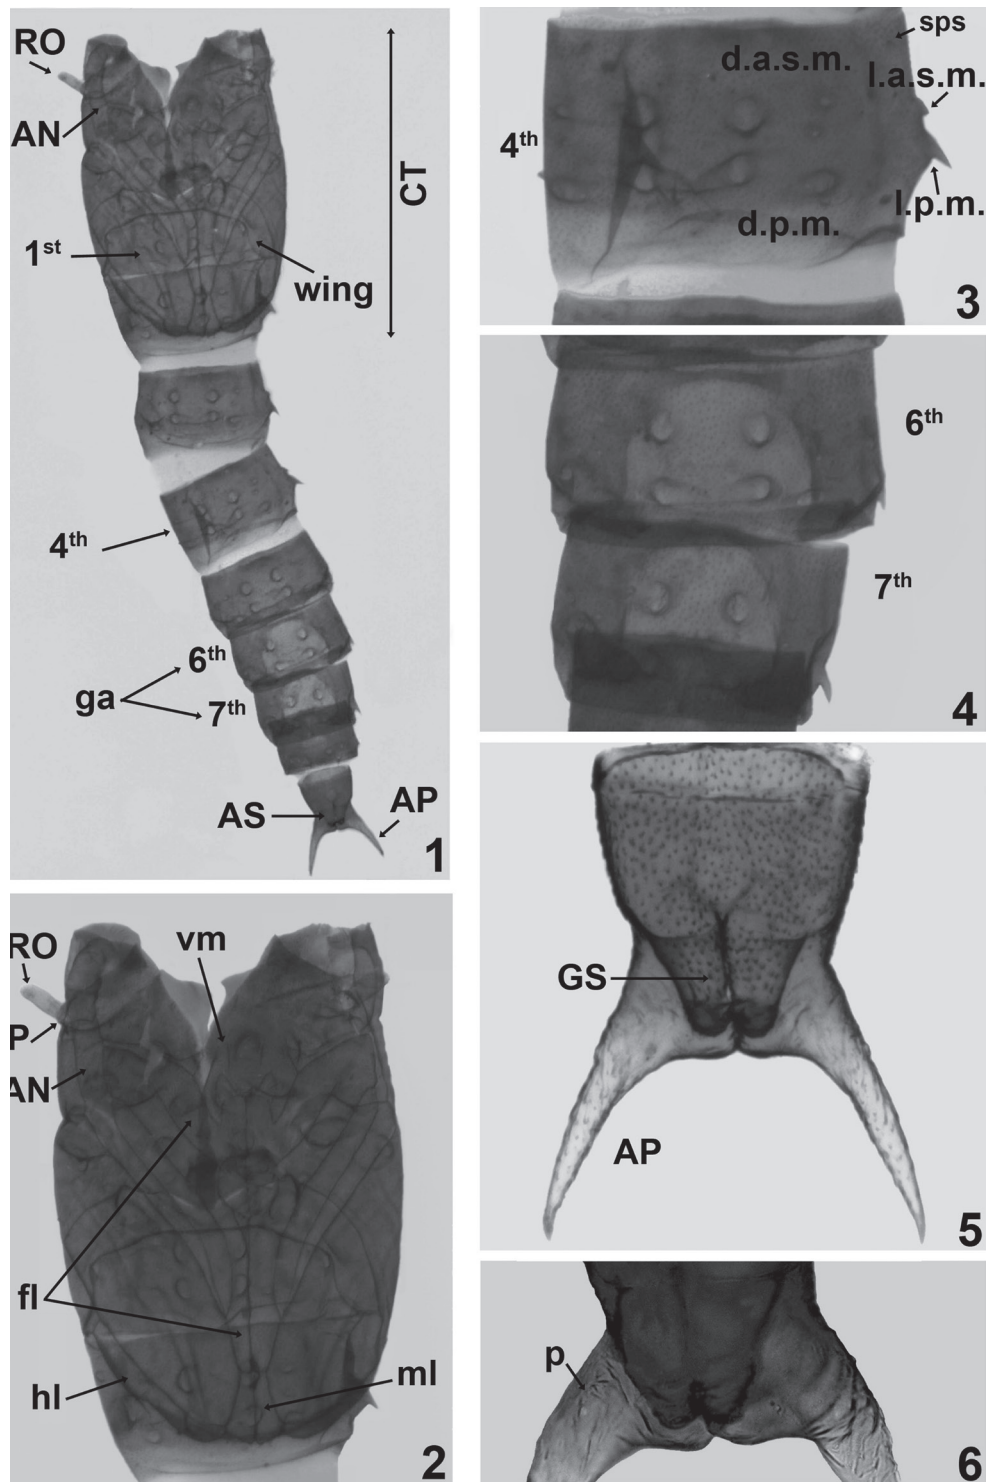 RO
AN
CT
1st
wing
4th
6th
ga
7th
AS
AP
1
RO
vm
P
AN
fl
hl
ml
2
sps
d.a.s.m.
l.a.s.m.
4th
l.p.m.
d.p.m.
3
6th
7th
4
GS
AP
5
p
6